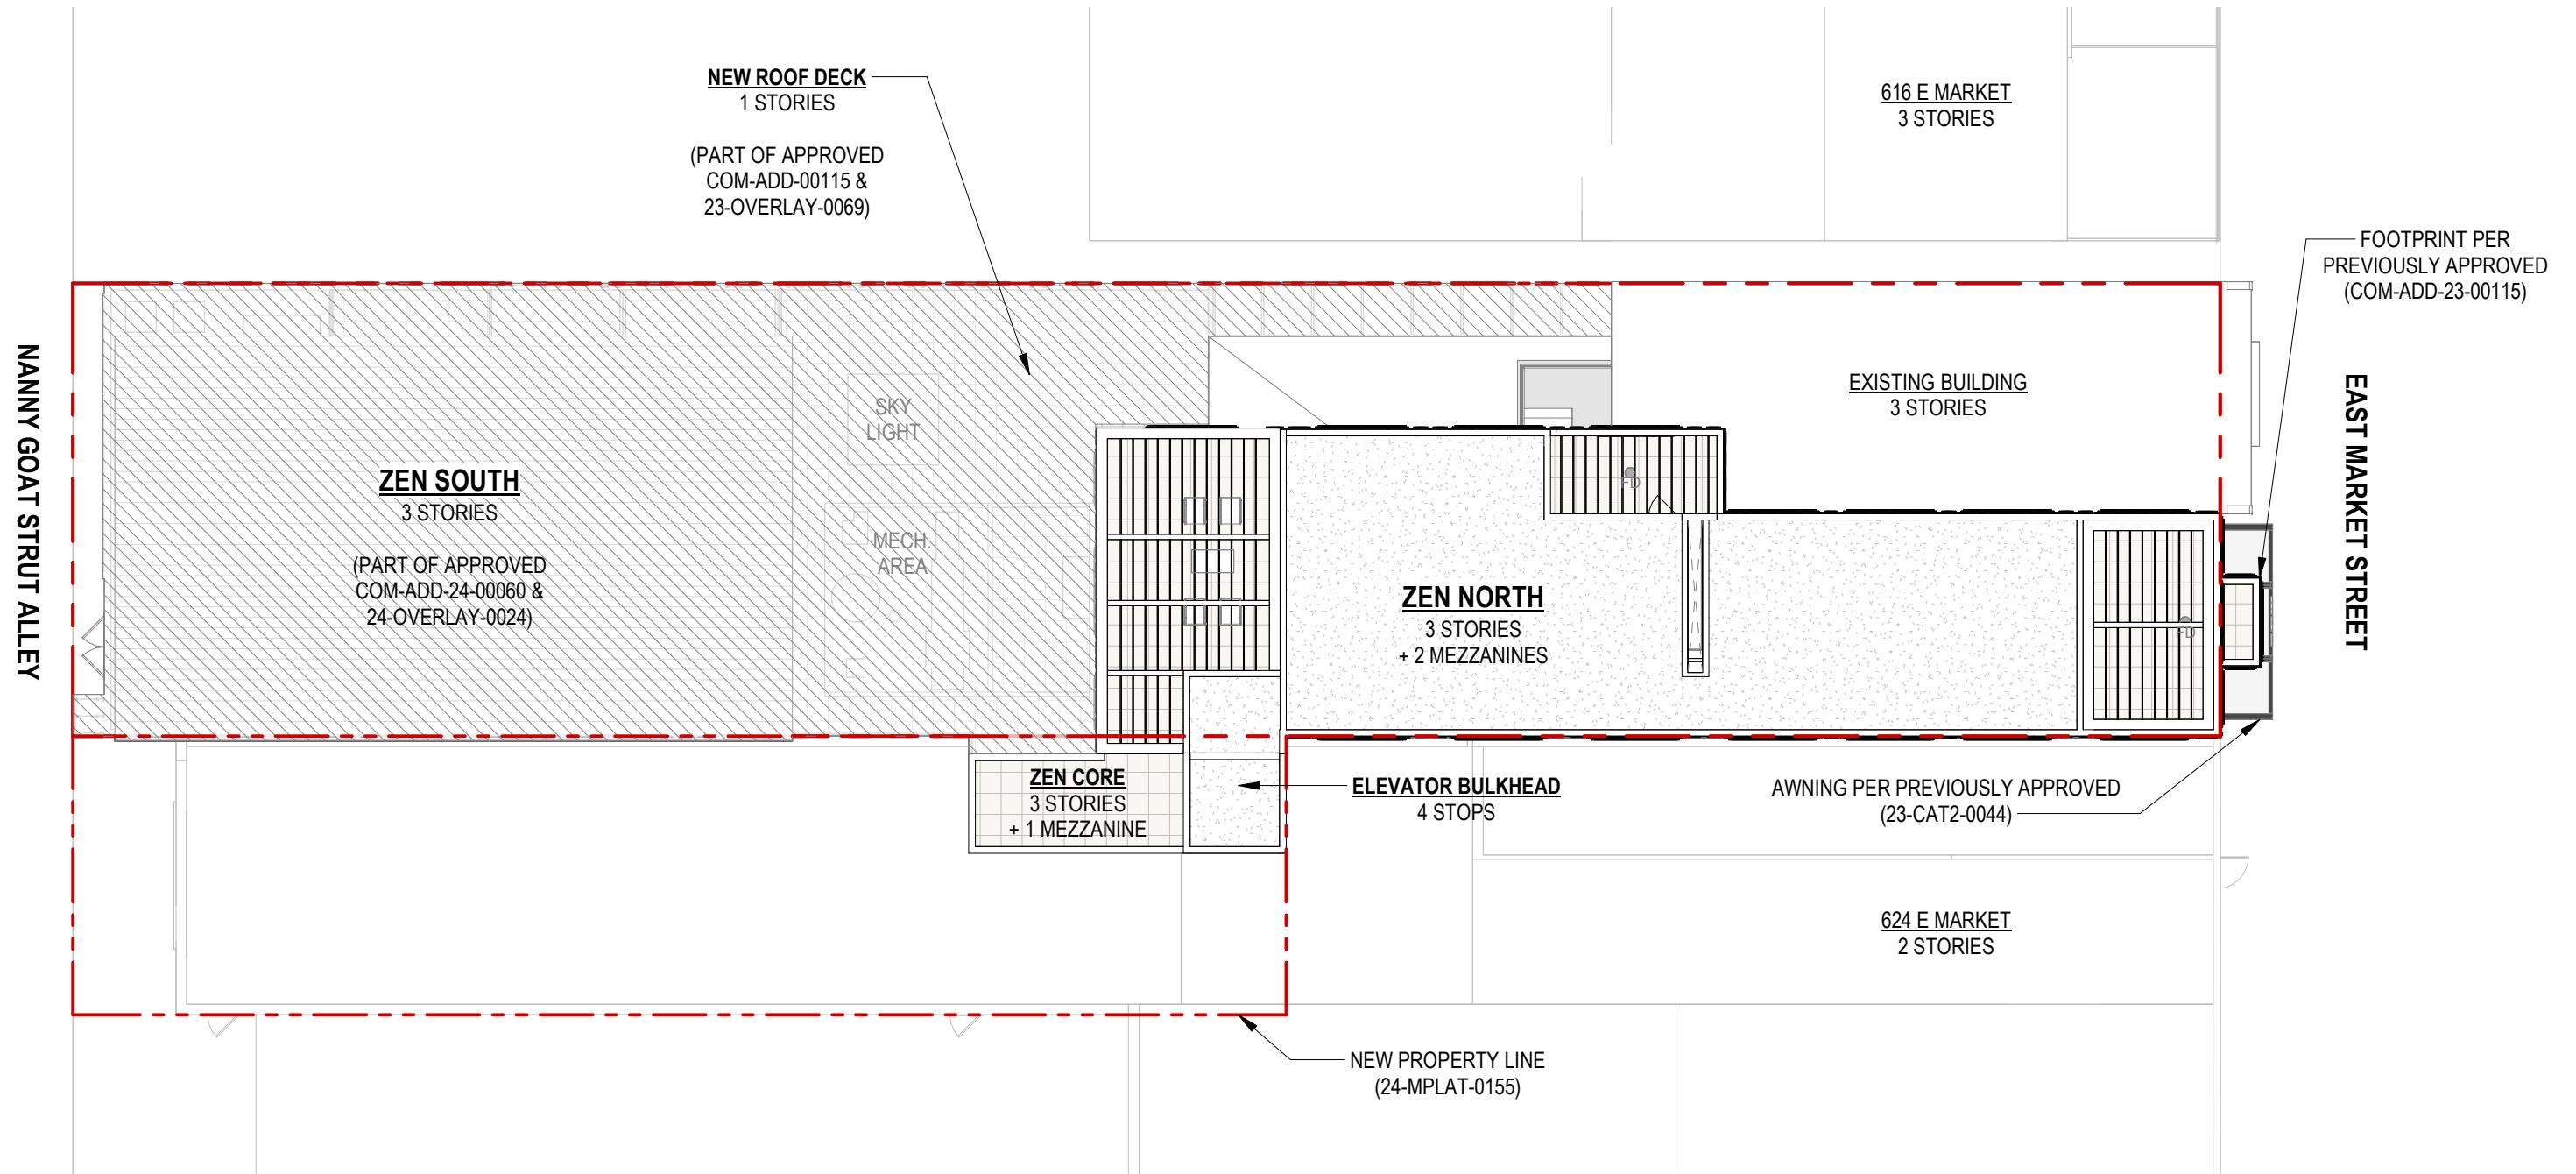 NEW ROOF DECK
1 STORIES
(PART OF APPROVED
COM-ADD-00115 &
23-OVERLAY-0069)
616 E MARKET
3 STORIES
FOOTPRINT PER
PREVIOUSLY APPROVED
(COM-ADD-23-00115)
NANNY GOAT STRUT ALLEY
EXISTING BUILDING
3 STORIES
EAST MARKET STREET
SKY
LIGHT
ZEN SOUTH
3 STORIES
(PART OF APPROVED
COM-ADD-24-00060 &
24-OVERLAY-0024)
MECH.
AREA
FD
ZEN NORTH
3 STORIES
+ 2 MEZZANINES
FD
ZEN CORE
3 STORIES
+ 1 MEZZANINE
ELEVATOR BULKHEAD
4 STOPS
AWNING PER PREVIOUSLY APPROVED
(23-CAT2-0044)
624 E MARKET
2 STORIES
NEW PROPERTY LINE
(24-MPLAT-0155)